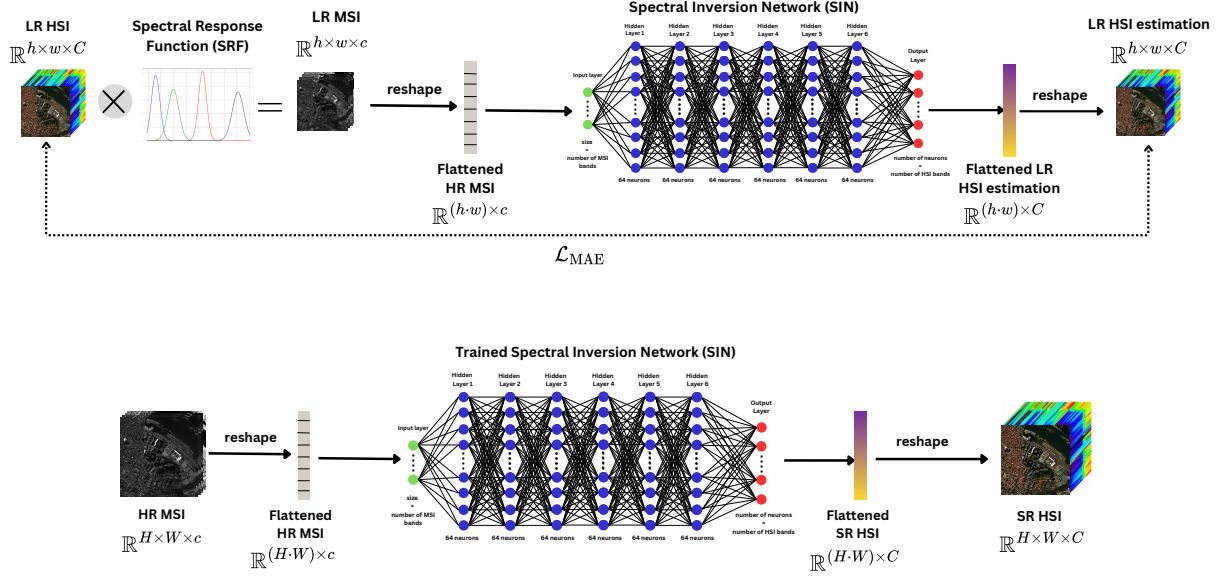 LR HSI
ℝ^{h×w×C}
Spectral Response
Function (SRF)
LR MSI
ℝ^{h×w×c}
=
reshape
Flattened
HR MSI
ℝ^{(h·w)×c}
Spectral Inversion Network (SIN)
Input layer
size
=
number of MSI
bands
Hidden
Layer 1
Hidden
Layer 2
Hidden
Layer 3
Hidden
Layer 4
Hidden
Layer 5
Hidden
Layer 6
64 neurons
64 neurons
64 neurons
64 neurons
64 neurons
64 neurons
Output
Layer
number of neurons
=
number of HSI bands
Flattened LR
HSI estimation
ℝ^{(h·w)×C}
reshape
LR HSI estimation
ℝ^{h×w×C}
ℒ_{MAE}
Trained Spectral Inversion Network (SIN)
HR MSI
ℝ^{H×W×c}
reshape
Flattened
HR MSI
ℝ^{(H·W)×c}
Input layer
size
=
number of MSI
bands
Hidden
Layer 1
Hidden
Layer 2
Hidden
Layer 3
Hidden
Layer 4
Hidden
Layer 5
Hidden
Layer 6
64 neurons
64 neurons
64 neurons
64 neurons
64 neurons
64 neurons
Output
Layer
number of neurons
=
number of HSI bands
Flattened
SR HSI
ℝ^{(H·W)×C}
reshape
SR HSI
ℝ^{H×W×C}